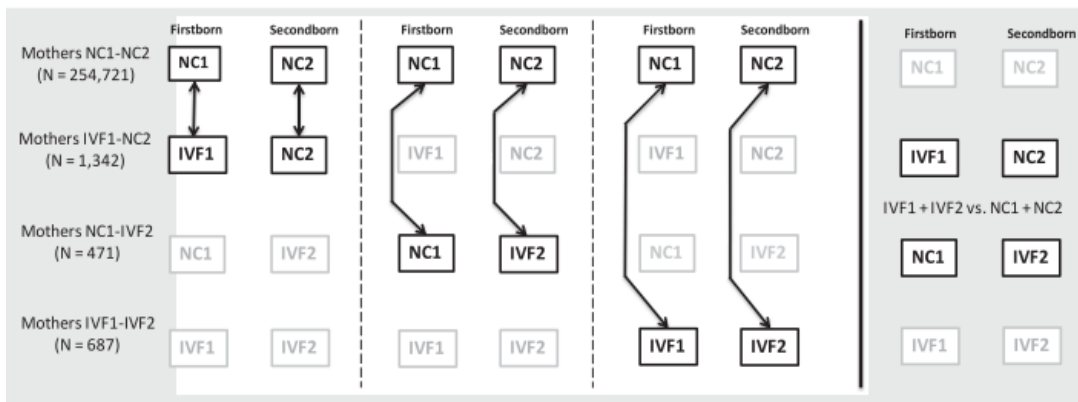 Firstborn Secondborn Firstborn Secondborn Firstborn Secondborn Firstborn Secondborn
Mothers NC1-NC2
(N = 254,721)
NC1 NC2 NC1 NC2 NC1 NC2 NC1 NC2
Mothers IVF1-NC2
(N = 1,342)
IVF1 NC2 IVF1 NC2 IVF1 NC2 IVF1 NC2
IVF1 + IVF2 vs. NC1 + NC2
Mothers NC1-IVF2
(N = 471)
NC1 IVF2 NC1 IVF2 NC1 IVF2 NC1 IVF2
Mothers IVF1-IVF2
(N = 687)
IVF1 IVF2 IVF1 IVF2 IVF1 IVF2 IVF1 IVF2